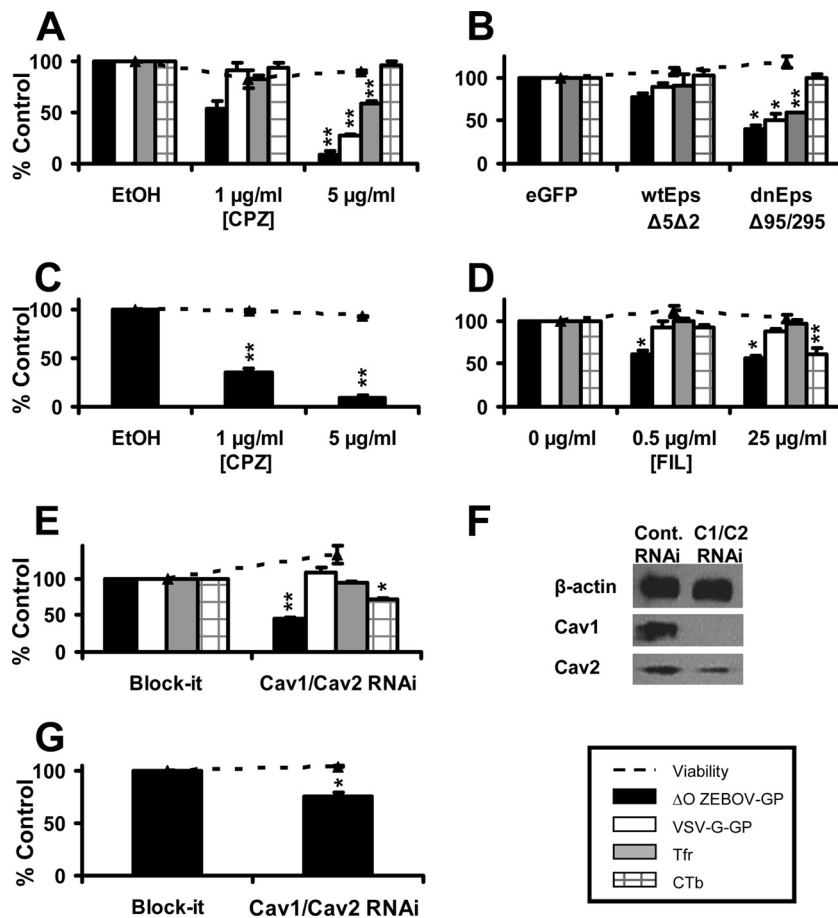 A
% Control
100
50
0
** ** **
EtOH
1 µg/ml
5 µg/ml
[CPZ]
B
100
50
0
* * **
eGFP
wtEps
Δ5Δ2
dnEps
Δ95/295
C
% Control
100
50
0
**
**
EtOH
1 µg/ml
5 µg/ml
[CPZ]
D
100
50
0
*
* **
0 µg/ml
0.5 µg/ml
25 µg/ml
[FIL]
E
% Control
100
50
0
** *
Block-it
Cav1/Cav2 RNAi
F
Cont. C1/C2
RNAi RNAi
β-actin
Cav1
Cav2
G
% Control
100
50
0
*
Block-it
Cav1/Cav2 RNAi
Viability
ΔO ZEBOV-GP
VSV-G-GP
Tfr
CTb